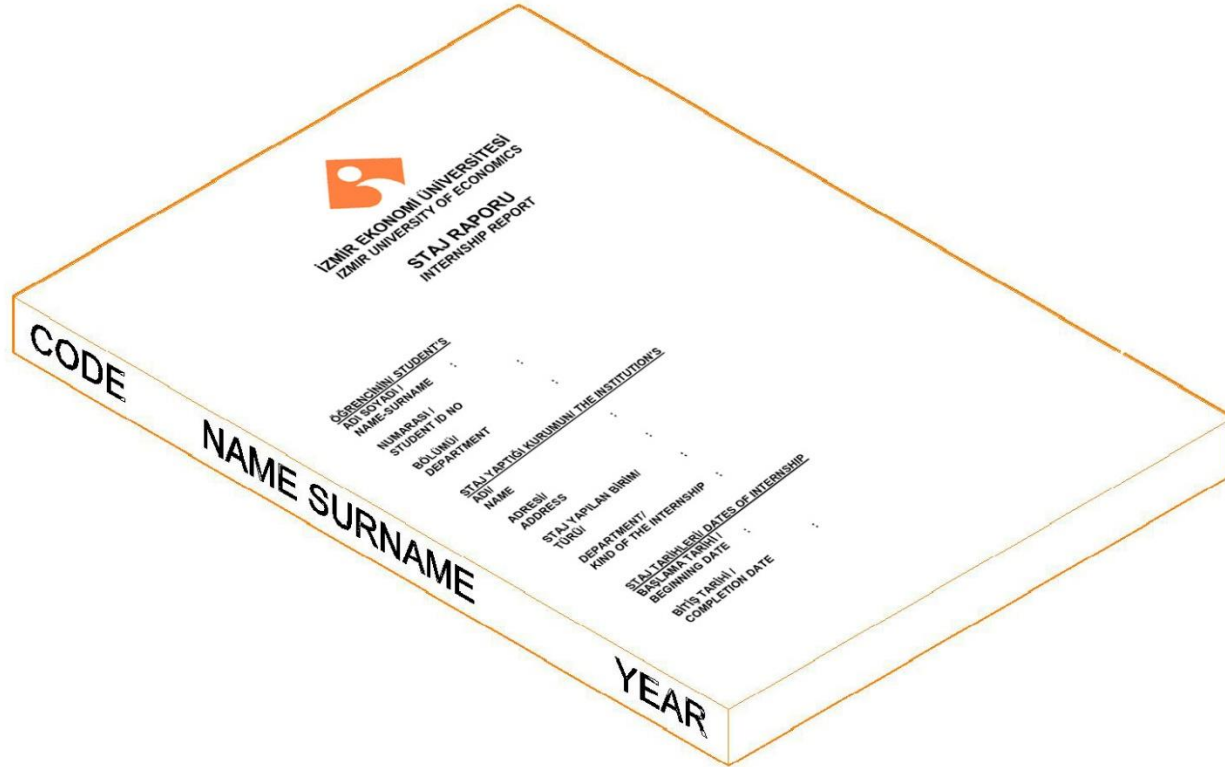 İZMİR EKONOMİ ÜNİVERSİTESİ
IZMIR UNIVERSITY OF ECONOMICS
STAJ RAPORU
INTERNSHIP REPORT
ÖĞRENCİNİN/ STUDENT'S
ADI SOYADI /
NAME-SURNAME :
NUMARASI /
STUDENT ID NO :
BÖLÜMÜ/
DEPARTMENT :
STAJ YAPTIĞI KURUMUN/ THE INSTITUTION'S
ADI/
NAME :
ADRESİ/
ADDRESS :
STAJ YAPILAN BİRİM/
TÜRÜ/ :
DEPARTMENT/
KIND OF THE INTERNSHIP :
STAJ TARİHLERİ/ DATES OF INTERNSHIP
BAŞLAMA TARİHİ /
BEGINNING DATE :
BİTİŞ TARİHİ /
COMPLETION DATE :
CODE
NAME SURNAME
YEAR